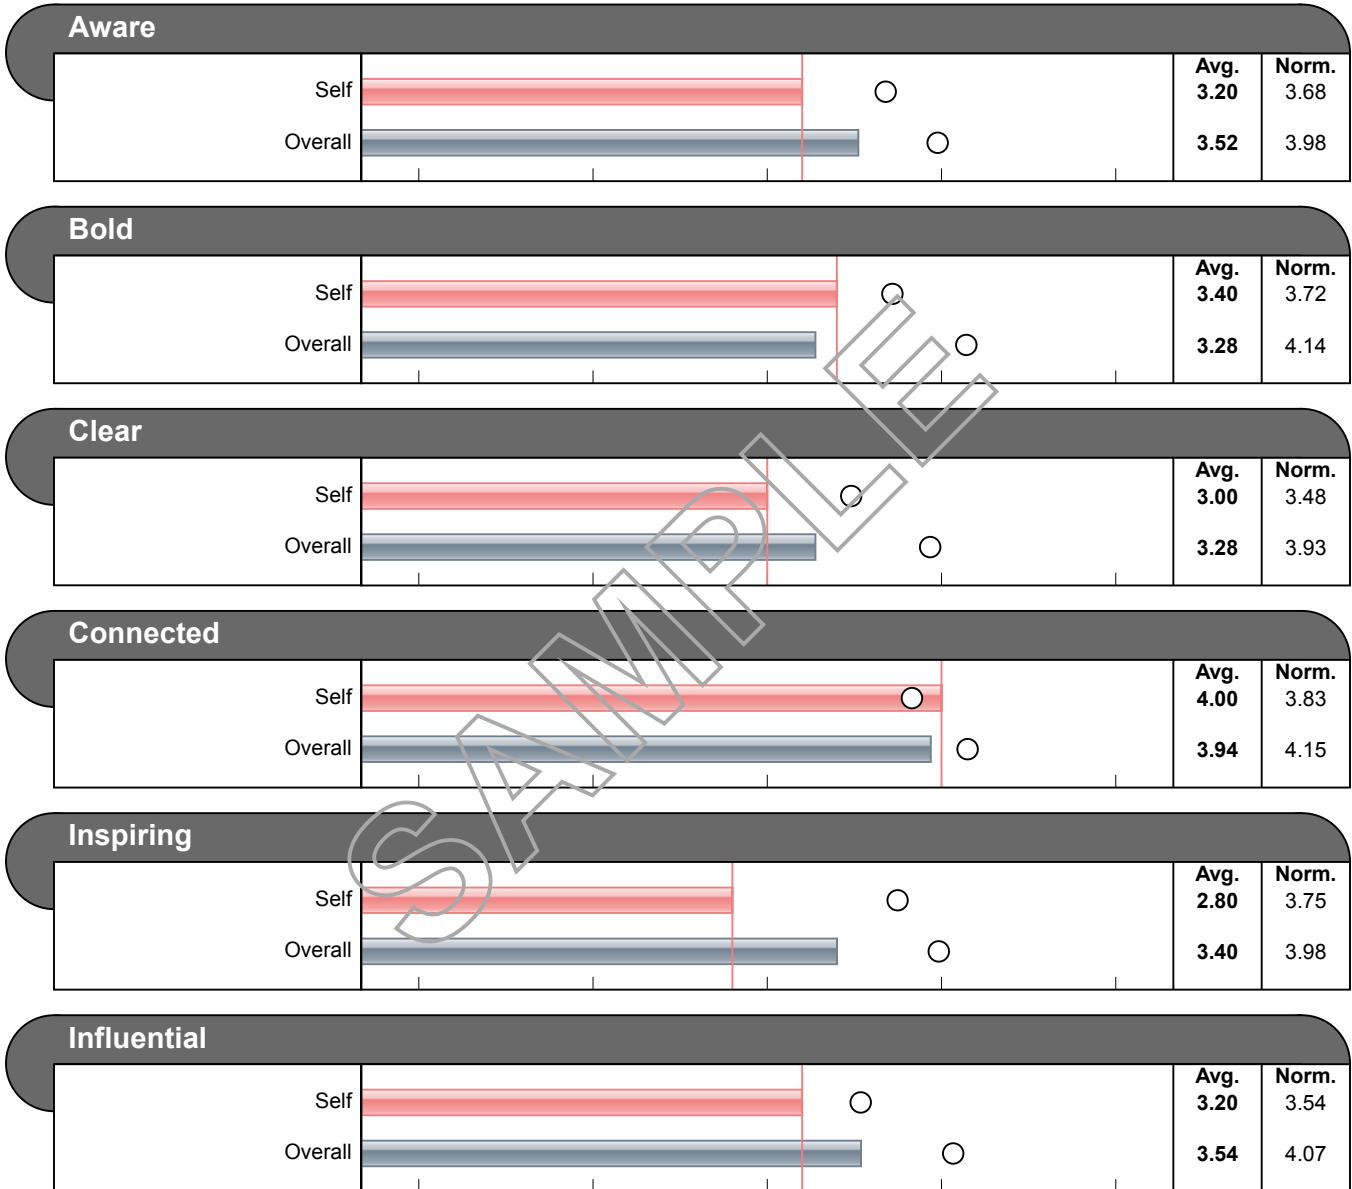 Aware
Avg. Norm.
Self 3.20 3.68
Overall 3.52 3.98
Bold
Avg. Norm.
Self 3.40 3.72
Overall 3.28 4.14
Clear
Avg. Norm.
Self 3.00 3.48
Overall 3.28 3.93
Connected
Avg. Norm.
Self 4.00 3.83
Overall 3.94 4.15
Inspiring
Avg. Norm.
Self 2.80 3.75
Overall 3.40 3.98
Influential
Avg. Norm.
Self 3.20 3.54
Overall 3.54 4.07
SAMPLE